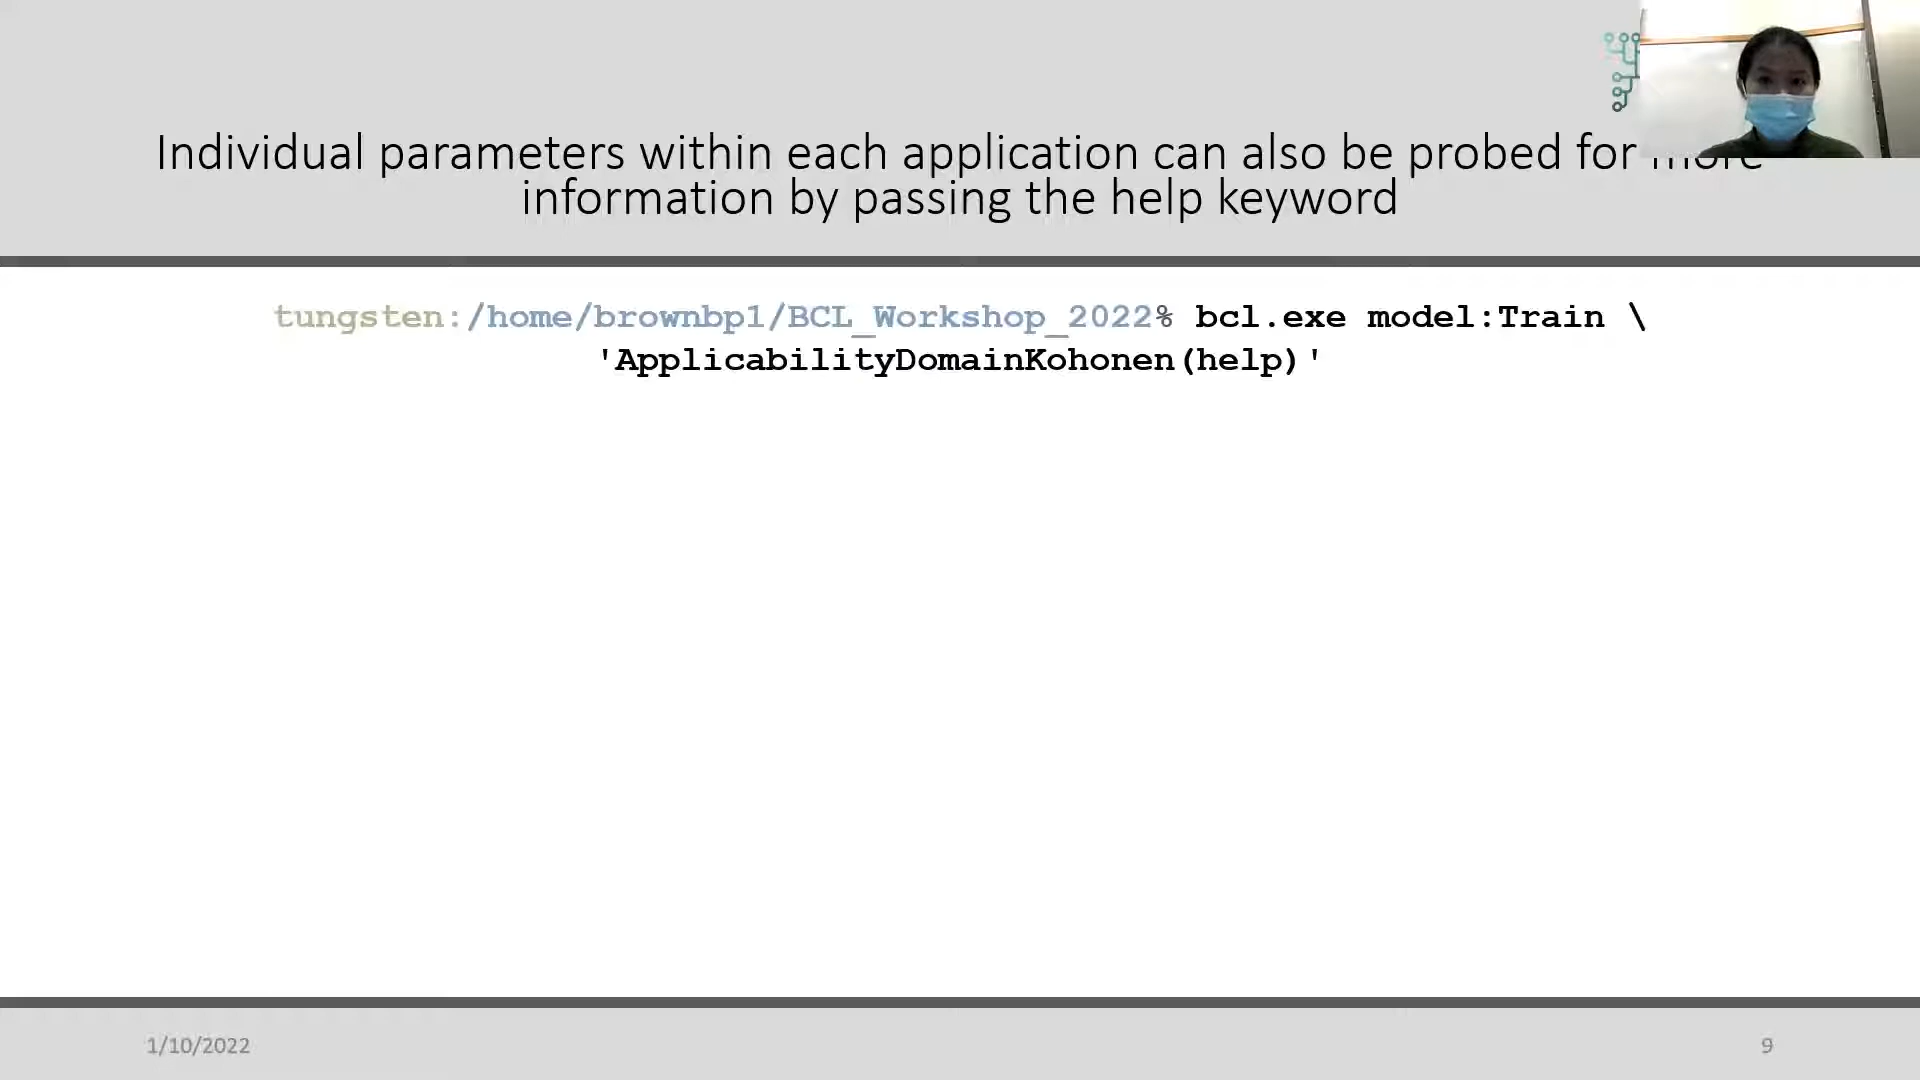 Individual parameters within each application can also be probed for more
information by passing the help keyword
tungsten:/home/brownbp1/BCL_Workshop_2022% bcl.exe model:Train \
'ApplicabilityDomainKohonen(help)'
1/10/2022
9